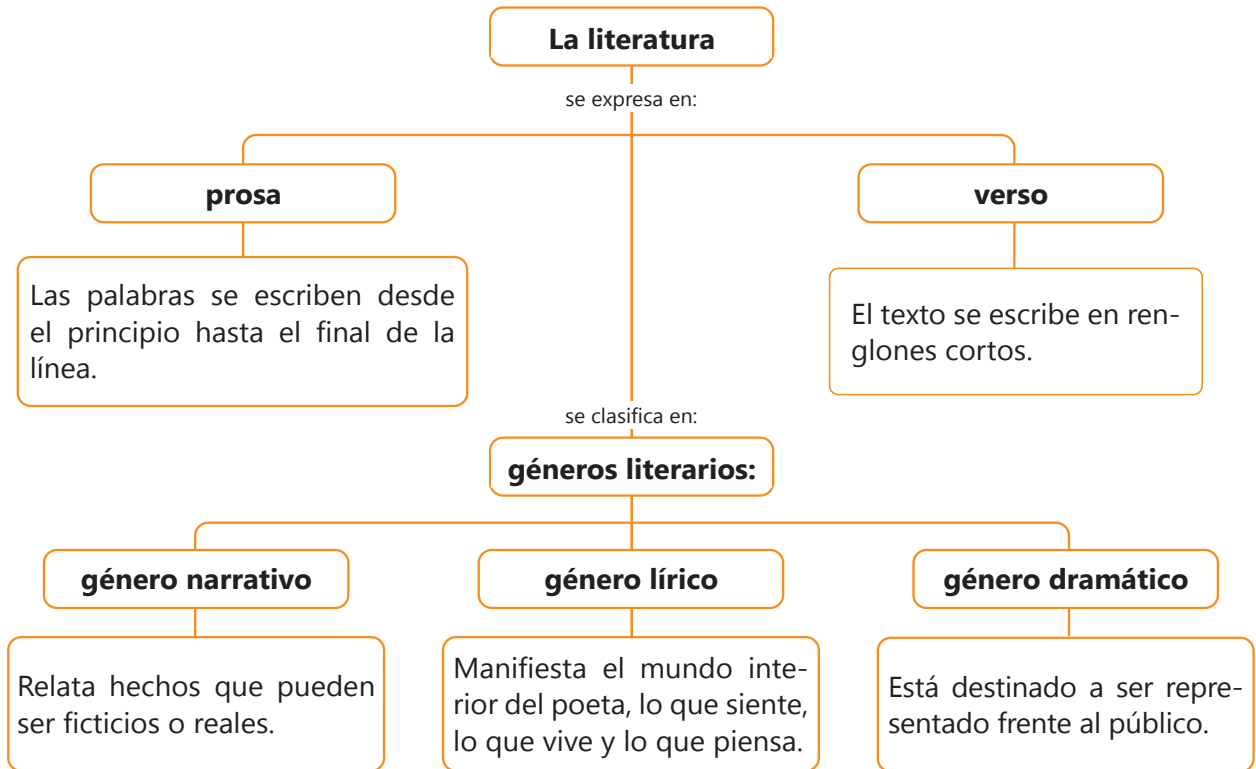 La literatura
se expresa en:
prosa
verso
Las palabras se escriben desde
el principio hasta el final de la
línea.
El texto se escribe en ren-
glones cortos.
se clasifica en:
géneros literarios:
género narrativo
género lírico
género dramático
Relata hechos que pueden
ser ficticios o reales.
Manifiesta el mundo inte-
rior del poeta, lo que siente,
lo que vive y lo que piensa.
Está destinado a ser repre-
sentado frente al público.